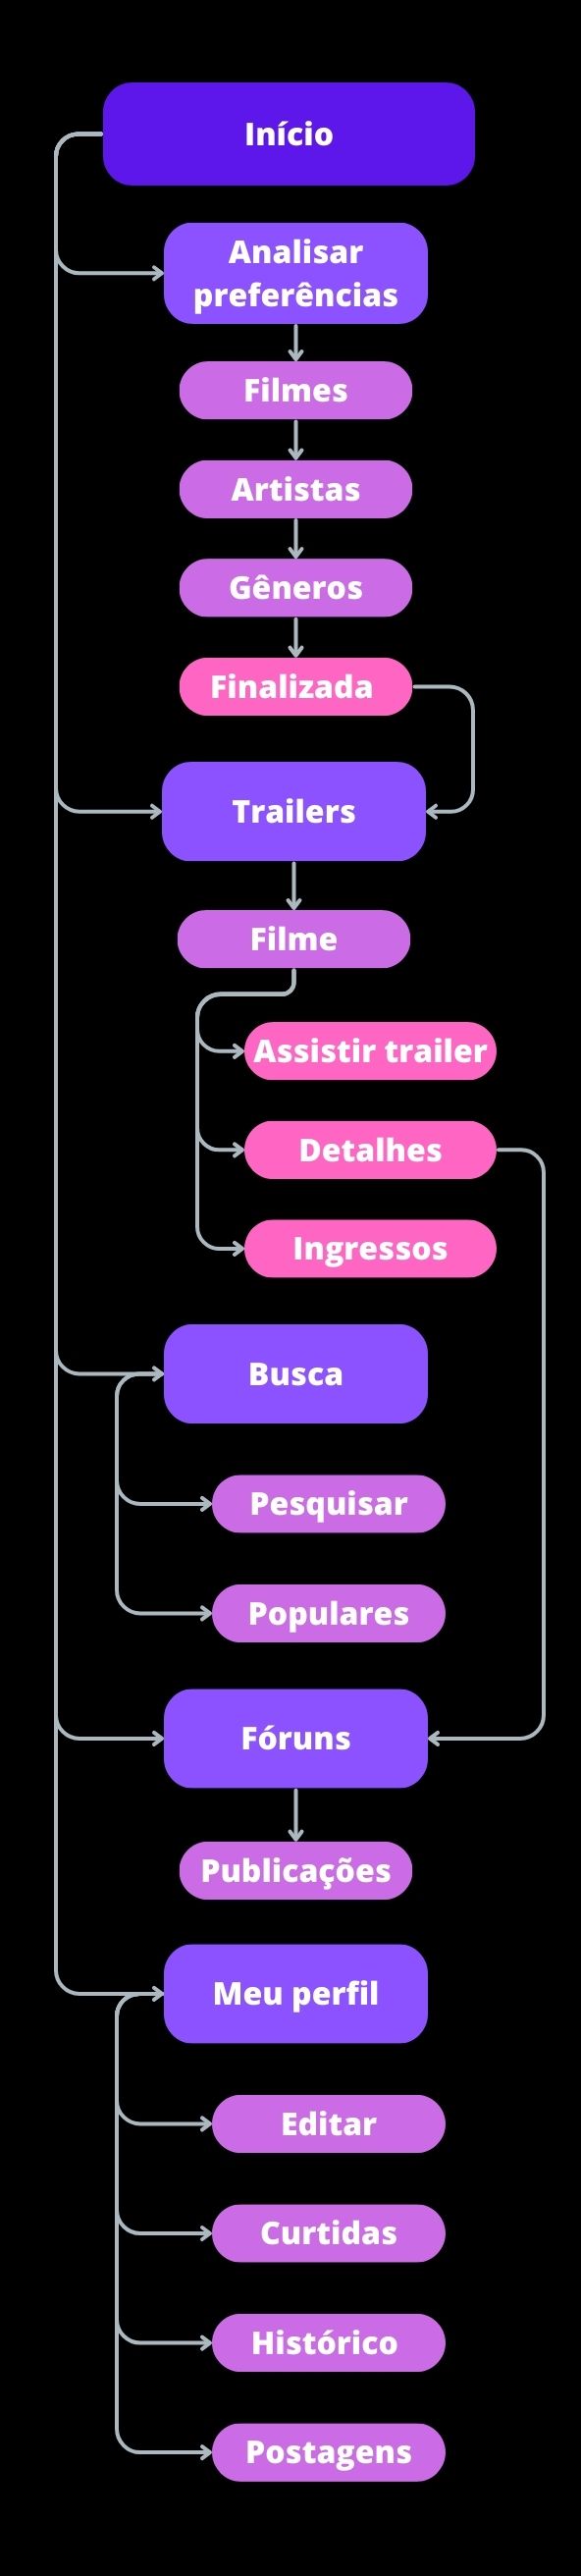 Início
Analisar
preferências
Filmes
Artistas
Gêneros
Finalizada
Trailers
Filme
Assistir trailer
Detalhes
Ingressos
Busca
Pesquisar
Populares
Fóruns
Publicações
Meu perfil
Editar
Curtidas
Histórico
Postagens